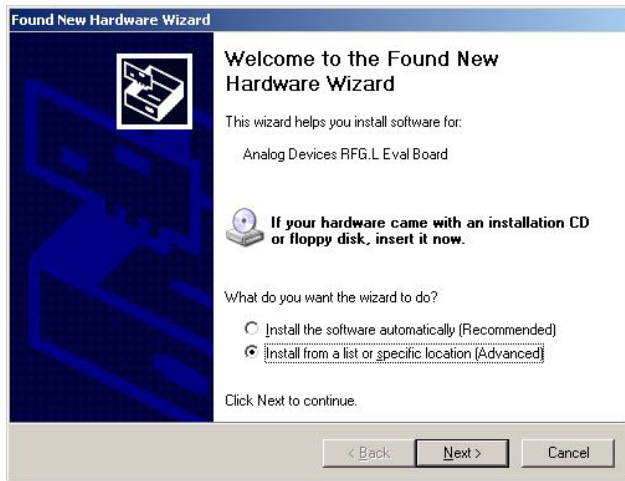 Found New Hardware Wizard
Welcome to the Found New
Hardware Wizard
This wizard helps you install software for:
Analog Devices RFG.L Eval Board
If your hardware came with an installation CD
or floppy disk, insert it now.
What do you want the wizard to do?
Install the software automatically (Recommended)
Install from a list or specific location (Advanced)
Click Next to continue.
< Back
Next >
Cancel